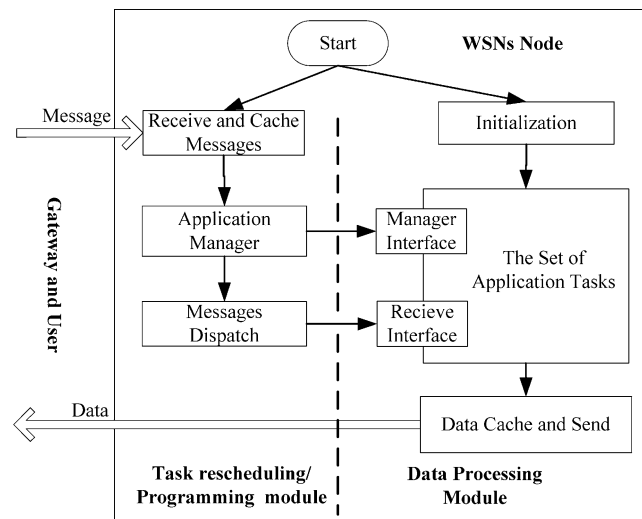 Start
WSNs Node
Message
Receive and Cache
Messages
Initialization
Application
Manager
Manager
Interface
The Set of
Application Tasks
Messages
Dispatch
Recieve
Interface
Gateway and User
Data
Data Cache and Send
Task rescheduling/
Programming module
Data Processing
Module